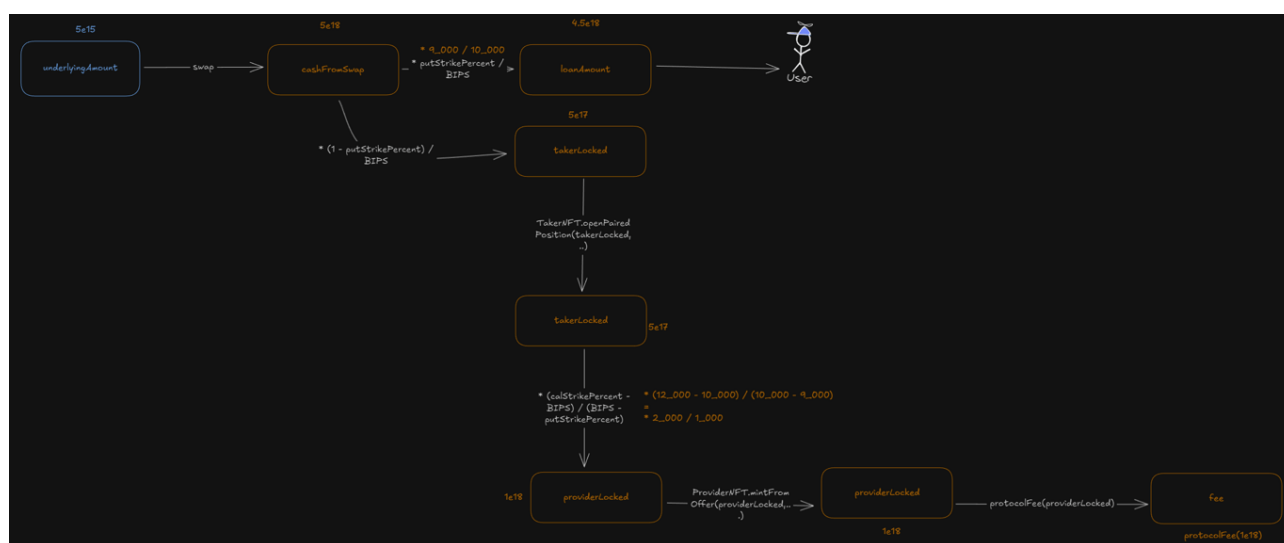 5e15
5e18
4.5e18
underlyingAmount
swap
cashFromSwap
* 9_000 / 10_000
* putStrikePercent /
BIPS
loanAmount
User
* (1 - putStrikePercent) /
BIPS
5e17
takerLocked
TakerNFT.openPaired
Position(takerLocked,
..)
takerLocked
5e17
* (calStrikePercent -
BIPS) / (BIPS -
putStrikePercent)
* (12_000 - 10_000) / (10_000 - 9_000)
=
* 2_000 / 1_000
1e18
providerLocked
ProviderNFT.mintFrom
Offer(providerLocked,..
.)
providerLocked
1e18
protocolFee(providerLocked)
fee
protocolFee(1e18)